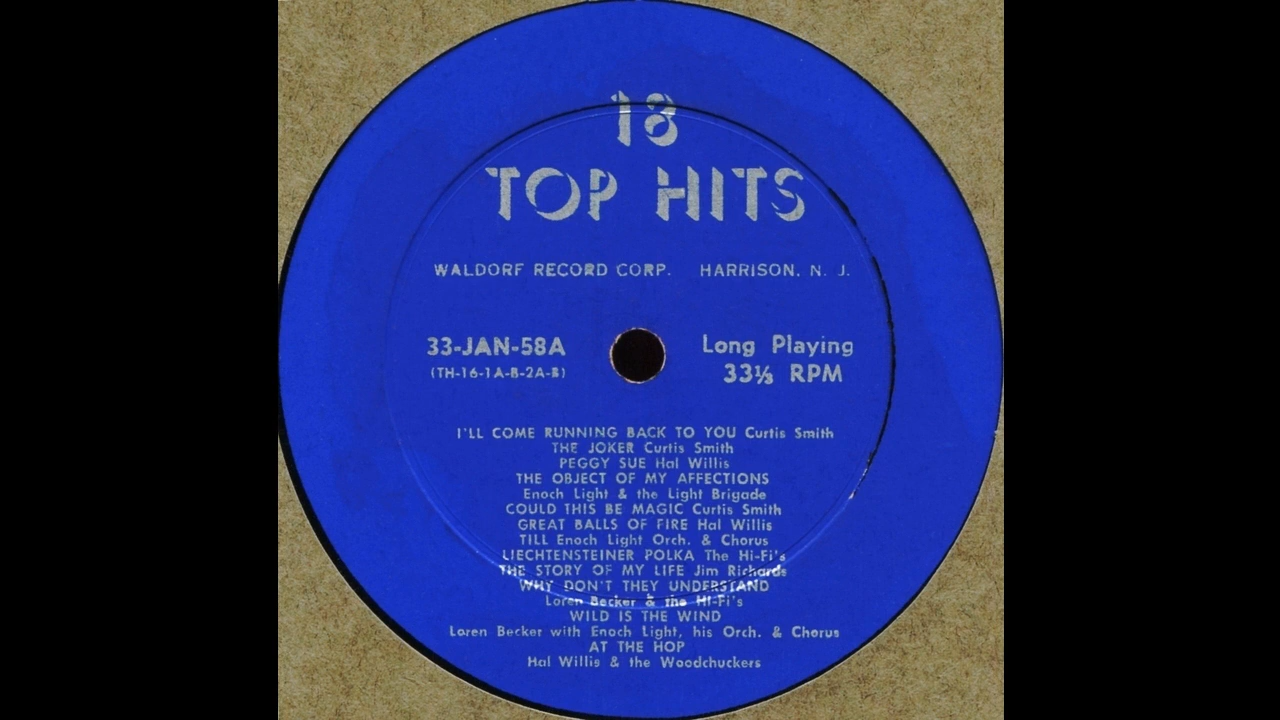 18
TOP HITS
WALDORF RECORD CORP. HARRISON, N. J.
33-JAN-58A
(TH-16-1A-B-2A-B)
Long Playing
33⅓ RPM
I'LL COME RUNNING BACK TO YOU Curtis Smith
THE JOKER Curtis Smith
PEGGY SUE Hal Willis
THE OBJECT OF MY AFFECTIONS
Enoch Light & the Light Brigade
COULD THIS BE MAGIC Curtis Smith
GREAT BALLS OF FIRE Hal Willis
TILL Enoch Light Orch. & Chorus
LIECHTENSTEINER POLKA The Hi-Fi's
THE STORY OF MY LIFE Jim Richards
WHY DON'T THEY UNDERSTAND
Loren Becker & the Hi-Fi's
WILD IS THE WIND
Loren Becker with Enoch Light, his Orch. & Chorus
AT THE HOP
Hal Willis & the Woodchuckers